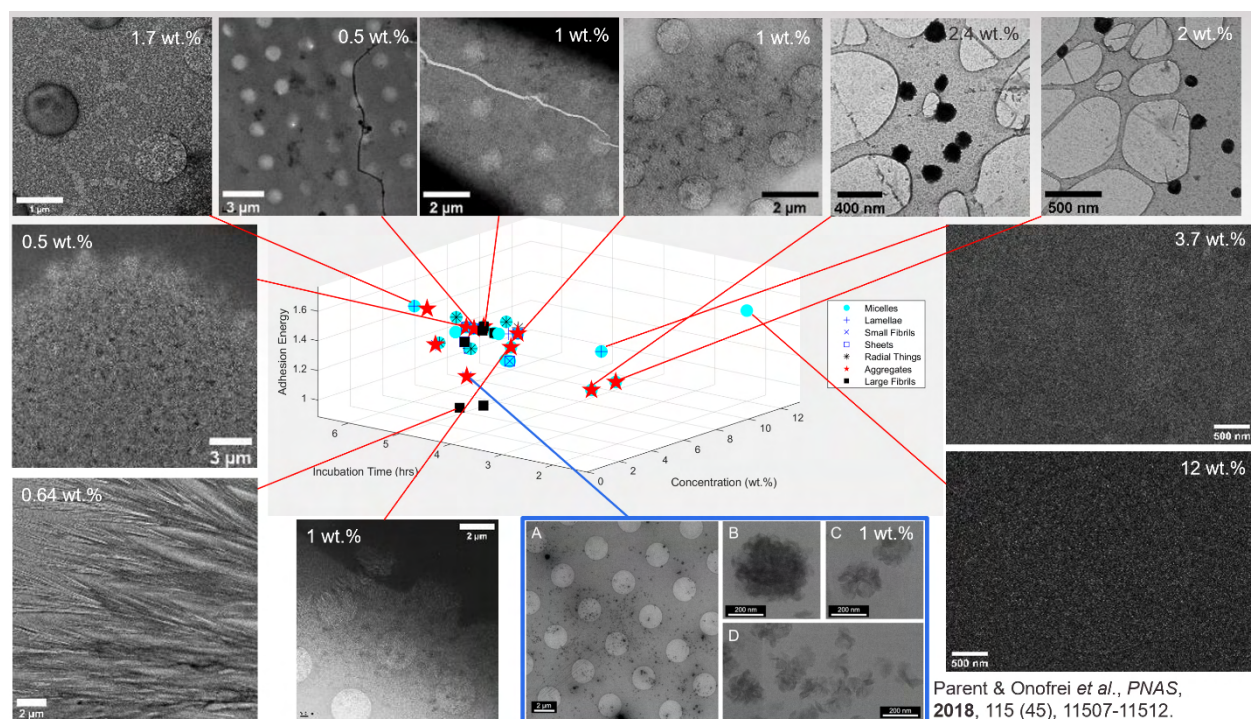 1.7 wt.%
0.5 wt.%
1 wt.%
1 wt.%
2.4 wt.%
2 wt.%
1 µm
3 µm
2 µm
2 µm
400 nm
500 nm
0.5 wt.%
3 µm
3.7 wt.%
500 nm
Adhesion Energy
1.6
1.4
1.2
1
6
5
4
3
2
Incubation Time (hrs)
0
2
4
6
8
10
12
Concentration (wt.%)
Micelles
Lamellae
Small Fibrils
Sheets
Radial Things
Aggregates
Large Fibrils
0.64 wt.%
2 µm
1 wt.%
2 µm
A
2 µm
B
200 nm
C
1 wt.%
200 nm
D
200 nm
12 wt.%
500 nm
Parent & Onofrei et al., PNAS,
2018, 115 (45), 11507-11512.